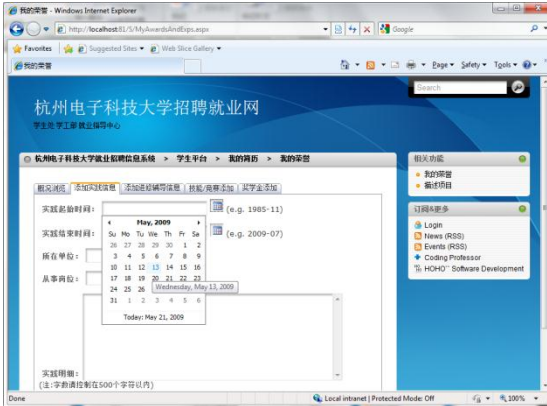 我的荣誉 - Windows Internet Explorer
http://localhost:81/S/MyAwardsAndExps.aspx
Google
Favorites Suggested Sites Web Slice Gallery
我的荣誉
Page Safety Tools
Search
杭州电子科技大学招聘就业网
学生处 学工部 就业指导中心
杭州电子科技大学就业招聘信息系统 > 学生平台 > 我的简历 > 我的荣誉
概况浏览 添加实践信息 添加进修辅导信息 技能/竞赛添加 奖学金添加
实践起始时间: (e.g. 1985-11)
实践结束时间: (e.g. 2009-07)
所在单位:
从事岗位:
May, 2009
Su Mo Tu We Th Fr Sa
26 27 28 29 30 1 2
3 4 5 6 7 8 9
10 11 12 13 14 15 16
17 18 19 20 21 22 23
24 25 26
Wednesday, May 13, 2009
31 1 2 3 4 5 6
Today: May 21, 2009
实践明细:
(注:字数请控制在500个字符以内)
相关功能
我的荣誉
描述项目
订阅&更多
Login
News (RSS)
Events (RSS)
Coding Professor
HOHO'' Software Development
Done
Local intranet | Protected Mode: Off
100%